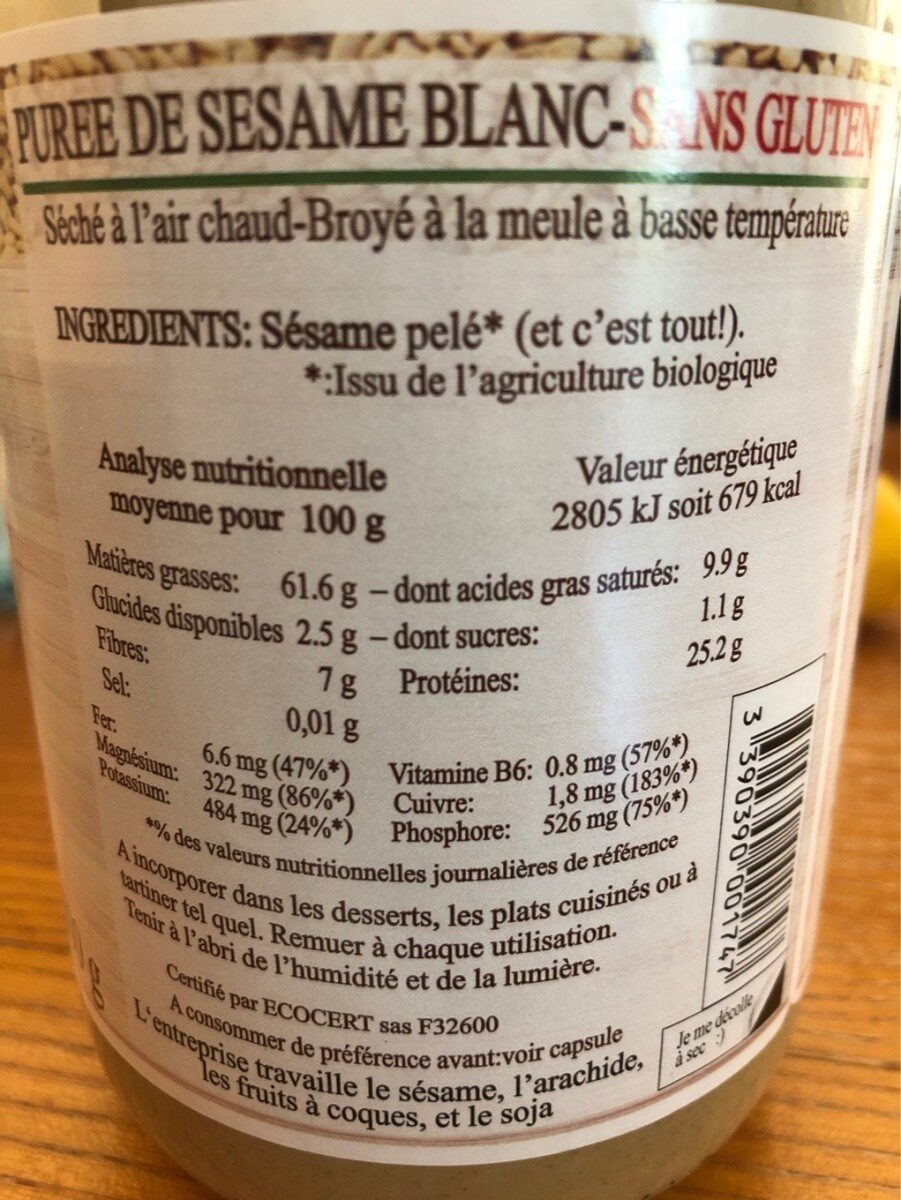 PUREE DE SESAME BLANC-SANS GLUTEN
Séché à l'air chaud-Broyé à la meule à basse température
INGREDIENTS: Sésame pelé* (et c'est tout!).
*:Issu de l'agriculture biologique
Analyse nutritionnelle
moyenne pour 100 g
Valeur énergétique
2805 kJ soit 679 kcal
Matières grasses: 61.6 g – dont acides gras saturés: 9.9 g
Glucides disponibles 2.5 g – dont sucres: 1.1 g
Fibres: 7 g Protéines: 25.2 g
Sel: 0,01 g
Fer: 6.6 mg (47%*) Vitamine B6: 0.8 mg (57%*)
Magnésium: 322 mg (86%*) Cuivre: 1,8 mg (183%*)
Potassium: 484 mg (24%*) Phosphore: 526 mg (75%*)
*% des valeurs nutritionnelles journalières de référence
A incorporer dans les desserts, les plats cuisinés ou à
tartiner tel quel. Remuer à chaque utilisation.
Tenir à l'abri de l'humidité et de la lumière.
Certifié par ECOCERT sas F32600
A consommer de préférence avant:voir capsule
L'entreprise travaille le sésame, l'arachide,
les fruits à coques, et le soja
3 390390 001747
Je me décolle
à sec :)